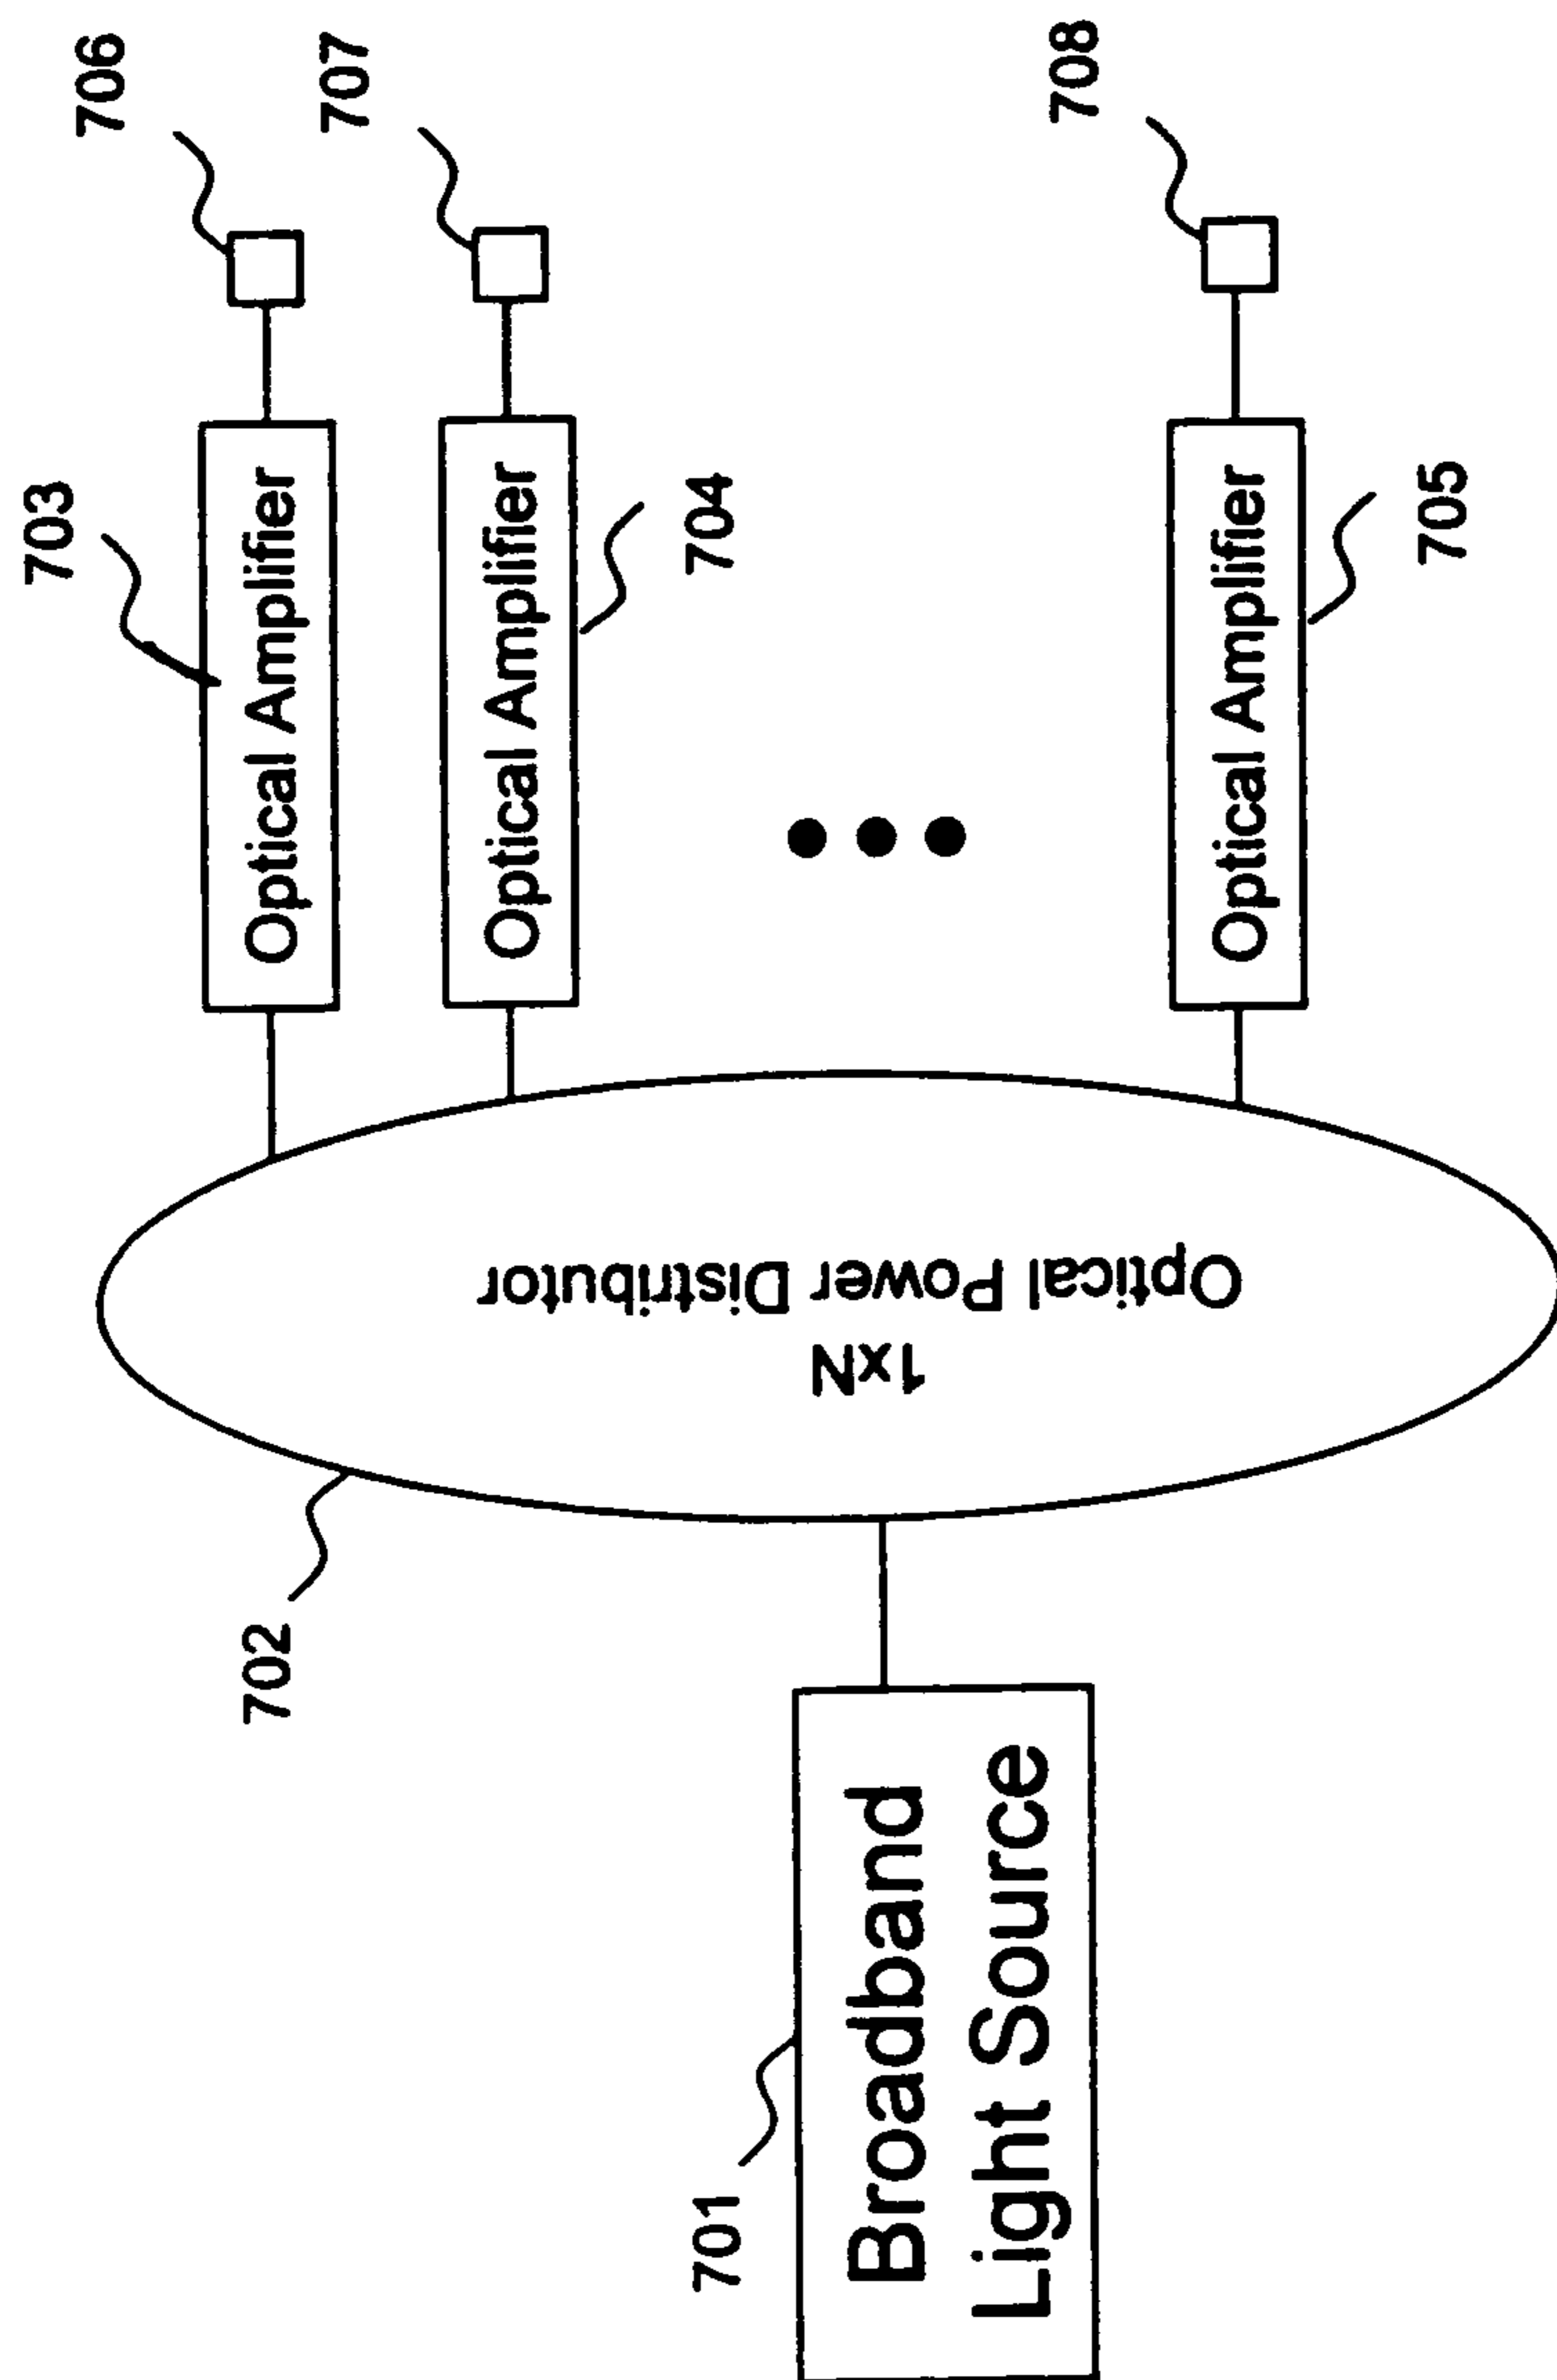 706
707
708
703
Optical Amplifier
Optical Amplifier
704
Optical Amplifier
705
1xN
Optical Power Distributor
702
701
Broadband
Light Source